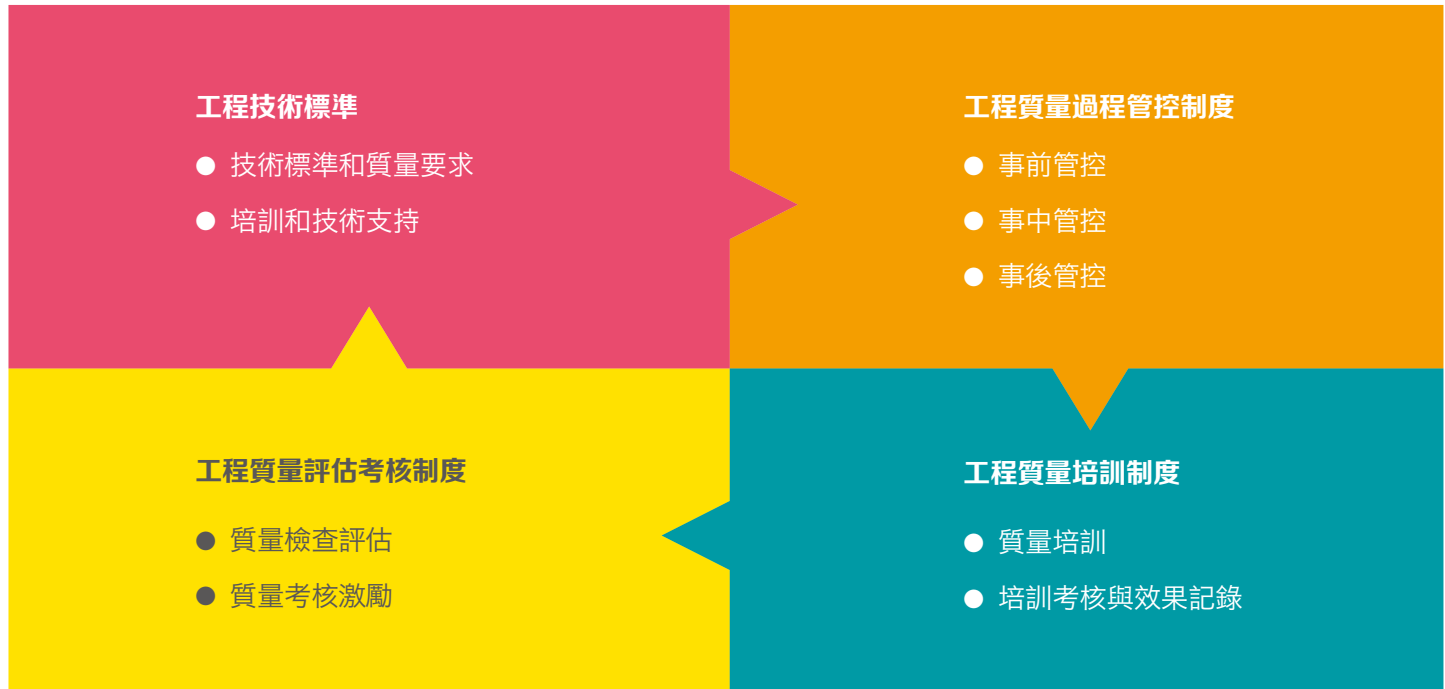 工程技術標準
● 技術標準和質量要求
● 培訓和技術支持
工程質量過程管控制度
● 事前管控
● 事中管控
● 事後管控
工程質量培訓制度
● 質量培訓
● 培訓考核與效果記錄
工程質量評估考核制度
● 質量檢查評估
● 質量考核激勵